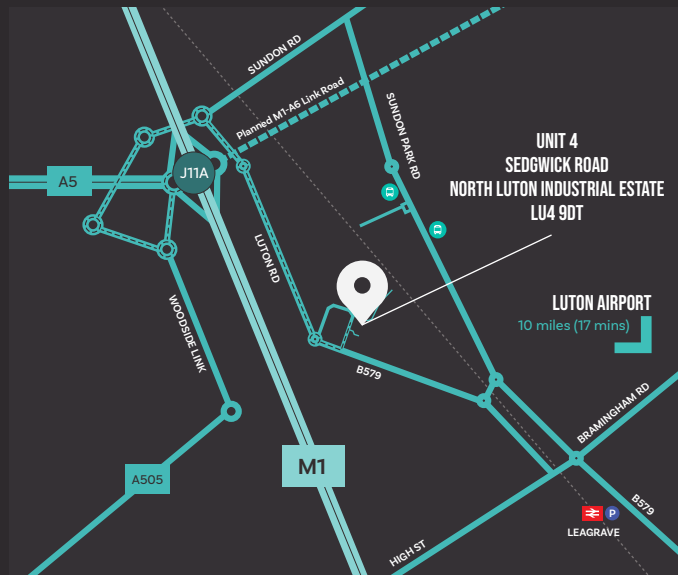 SUNDON RD
Planned M1-A6 Link Road
SUNDON PARK RD
UNIT 4
SEDGWICK ROAD
NORTH LUTON INDUSTRIAL ESTATE
LU4 9DT
J11A
A5
LUTON RD
WOODSIDE LINK
LUTON AIRPORT
10 miles (17 mins)
B579
BRAMINGHAM RD
M1
A505
B579
P
LEAGRAVE
HIGH ST